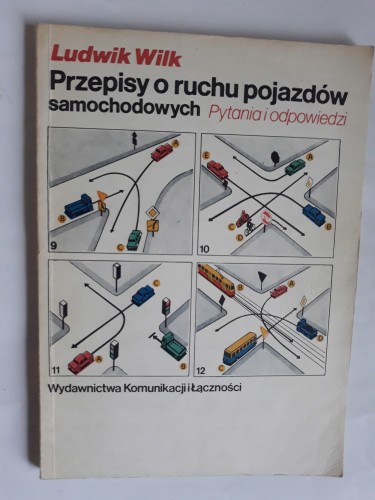 Ludwik Wilk
Przepisy o ruchu pojazdów
samochodowych Pytania i odpowiedzi
A
B
C
9
E
A
C
D
B
10
C
A
B
11
B
A
C
D
12
Wydawnictwa Komunikacji i Łączności